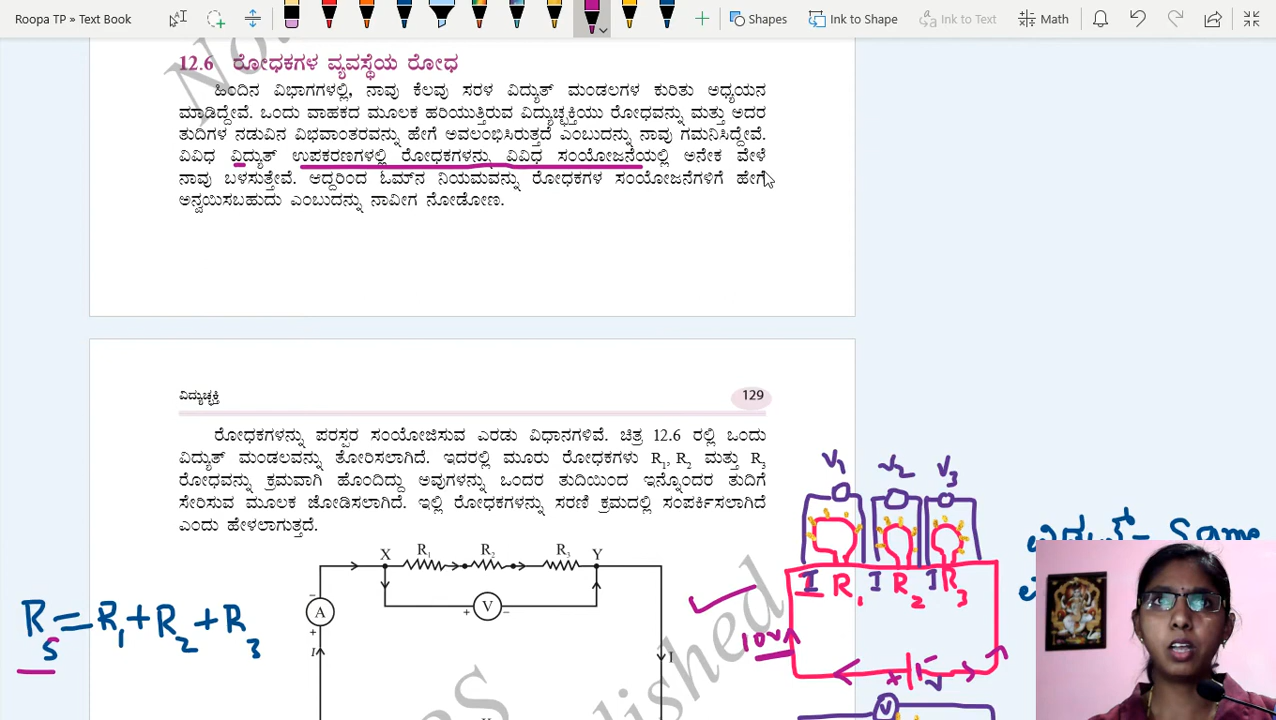 Roopa TP » Text Book
Shapes
Ink to Shape
Ink to Text
Math
12.6 ರೋಧಕಗಳ ವ್ಯವಸ್ಥೆಯ ರೋಧ
ಹಿಂದಿನ ವಿಭಾಗಗಳಲ್ಲಿ, ನಾವು ಕೆಲವು ಸರಳ ವಿದ್ಯುತ್ ಮಂಡಲಗಳ ಕುರಿತು ಅಧ್ಯಯನ
ಮಾಡಿದ್ದೇವೆ. ಒಂದು ವಾಹಕದ ಮೂಲಕ ಹರಿಯುತ್ತಿರುವ ವಿದ್ಯುಚ್ಛಕ್ತಿಯು ರೋಧವನ್ನು ಮತ್ತು ಅದರ
ತುದಿಗಳ ನಡುವಿನ ವಿಭವಾಂತರವನ್ನು ಹೇಗೆ ಅವಲಂಭಿಸಿರುತ್ತದೆ ಎಂಬುದನ್ನು ನಾವು ಗಮನಿಸಿದ್ದೇವೆ.
ವಿವಿಧ ವಿದ್ಯುತ್ ಉಪಕರಣಗಳಲ್ಲಿ ರೋಧಕಗಳನ್ನು ವಿವಿಧ ಸಂಯೋಜನೆಯಲ್ಲಿ ಅನೇಕ ವೇಳೆ
ನಾವು ಬಳಸುತ್ತೇವೆ. ಆದ್ದರಿಂದ ಓಮ್‌ನ ನಿಯಮವನ್ನು ರೋಧಕಗಳ ಸಂಯೋಜನೆಗಳಿಗೆ ಹೇಗೆ
ಅನ್ವಯಿಸಬಹುದು ಎಂಬುದನ್ನು ನಾವೀಗ ನೋಡೋಣ.
ವಿದ್ಯುಚ್ಛಕ್ತಿ 129
ರೋಧಕಗಳನ್ನು ಪರಸ್ಪರ ಸಂಯೋಜಿಸುವ ಎರಡು ವಿಧಾನಗಳಿವೆ. ಚಿತ್ರ 12.6 ರಲ್ಲಿ ಒಂದು
ವಿದ್ಯುತ್ ಮಂಡಲವನ್ನು ತೋರಿಸಲಾಗಿದೆ. ಇದರಲ್ಲಿ ಮೂರು ರೋಧಕಗಳು R₁, R₂ ಮತ್ತು R₃
ರೋಧವನ್ನು ಕ್ರಮವಾಗಿ ಹೊಂದಿದ್ದು ಅವುಗಳನ್ನು ಒಂದರ ತುದಿಯಿಂದ ಇನ್ನೊಂದರ ತುದಿಗೆ
ಸೇರಿಸುವ ಮೂಲಕ ಜೋಡಿಸಲಾಗಿದೆ. ಇಲ್ಲಿ ರೋಧಕಗಳನ್ನು ಸರಣಿ ಕ್ರಮದಲ್ಲಿ ಸಂಪರ್ಕಿಸಲಾಗಿದೆ
ಎಂದು ಹೇಳಲಾಗುತ್ತದೆ.
X R₁ R₂ R₃ Y
+ V −
−
A
+
I
I
Rₛ = R₁ + R₂ + R₃
V₁ V₂ V₃
I R₁ I R₂ I R₃
10V
V
Same
V